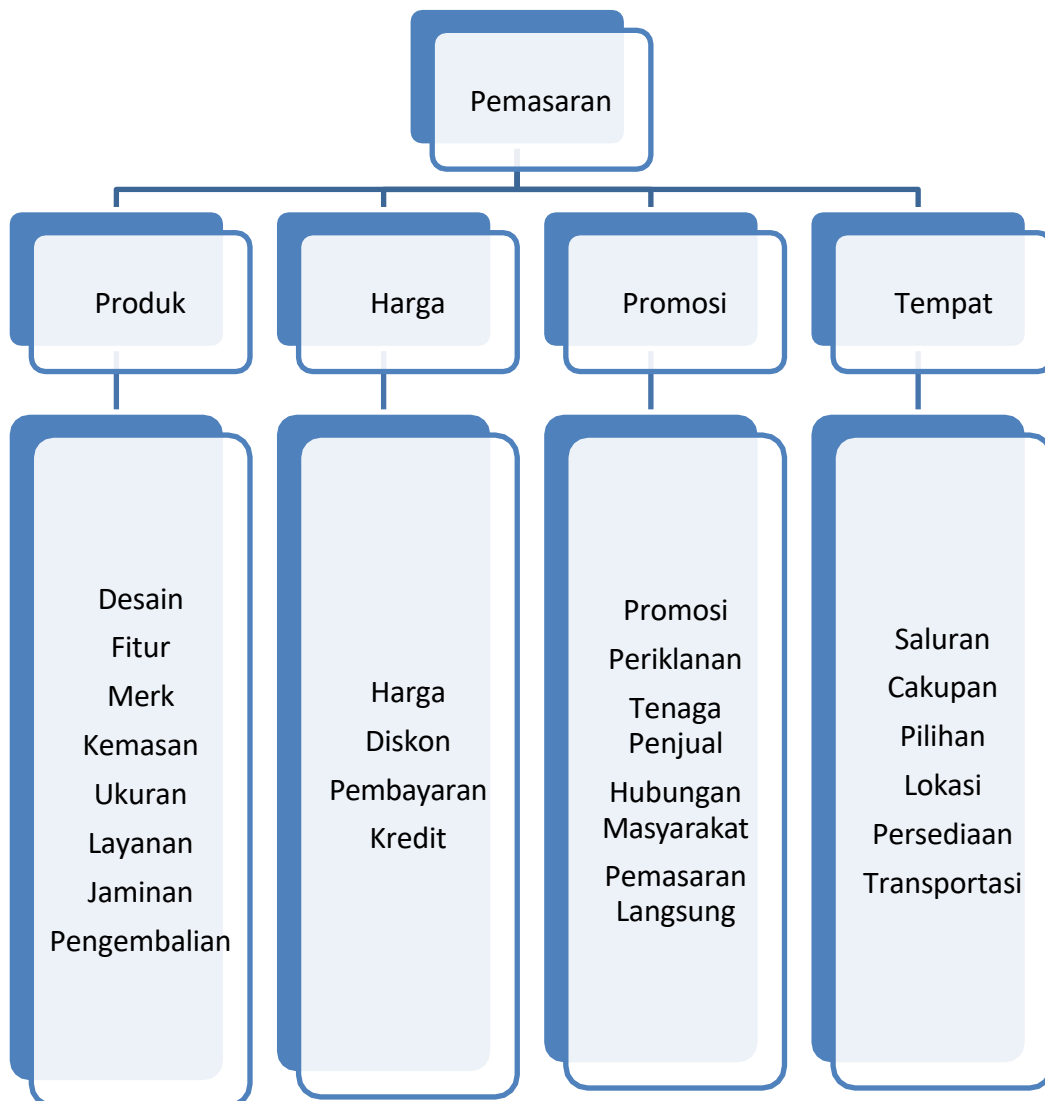 Pemasaran
Produk
Harga
Promosi
Tempat
Desain
Fitur
Merk
Kemasan
Ukuran
Layanan
Jaminan
Pengembalian
Harga
Diskon
Pembayaran
Kredit
Promosi
Periklanan
Tenaga
Penjual
Hubungan
Masyarakat
Pemasaran
Langsung
Saluran
Cakupan
Pilihan
Lokasi
Persediaan
Transportasi